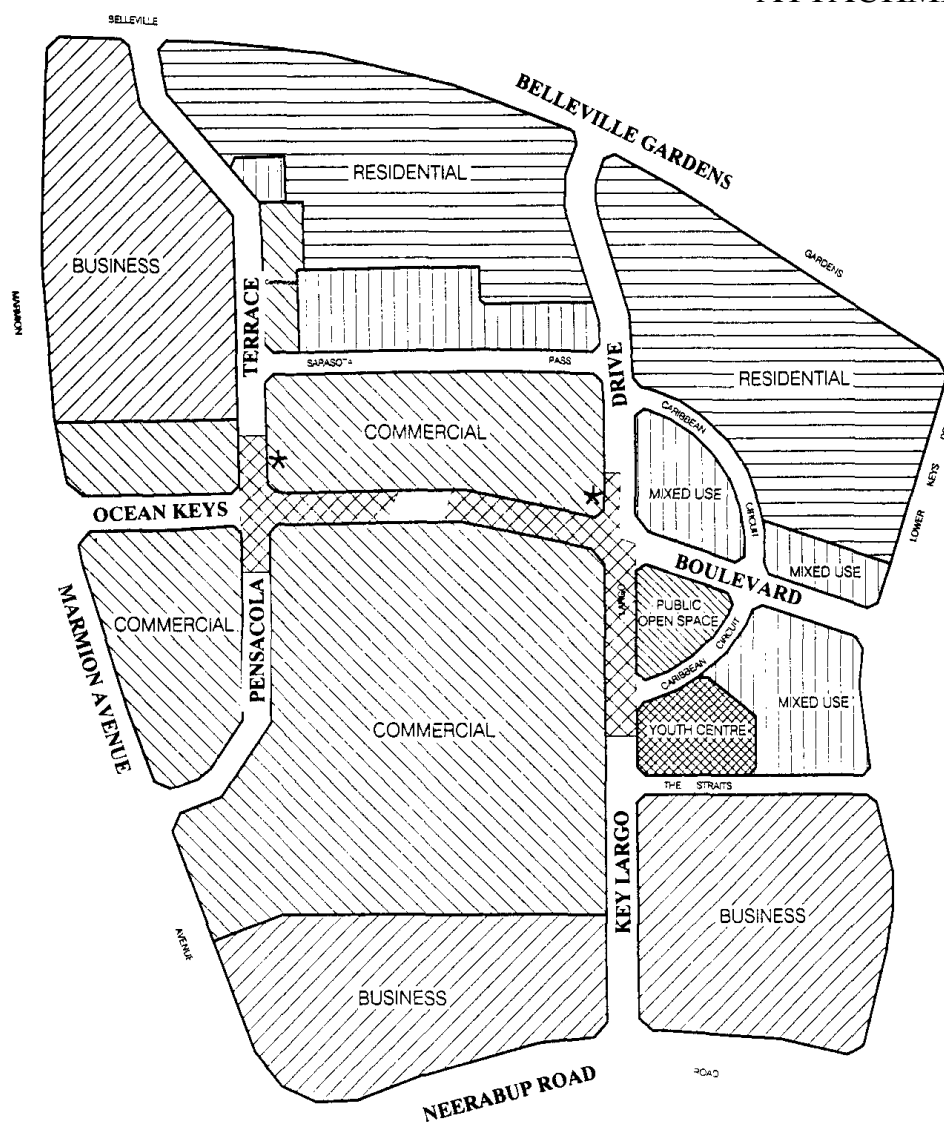 BELLEVILLE
BELLEVILLE GARDENS
RESIDENTIAL
BUSINESS
GARDENS
MARMION
TERRACE
SARASOTA
PASS
DRIVE
RESIDENTIAL
CARIBBEAN
COMMERCIAL
KEYS
LOWER
MIXED USE
CIRCUIT
OCEAN KEYS
BOULEVARD
MIXED USE
MARMION AVENUE
COMMERCIAL
PENSACOLA
LARGO
PUBLIC
OPEN SPACE
CARIBBEAN CIRCUIT
MIXED USE
COMMERCIAL
YOUTH CENTRE
THE STRAITS
KEY LARGO
BUSINESS
AVENUE
BUSINESS
NEERABUP ROAD
ROAD